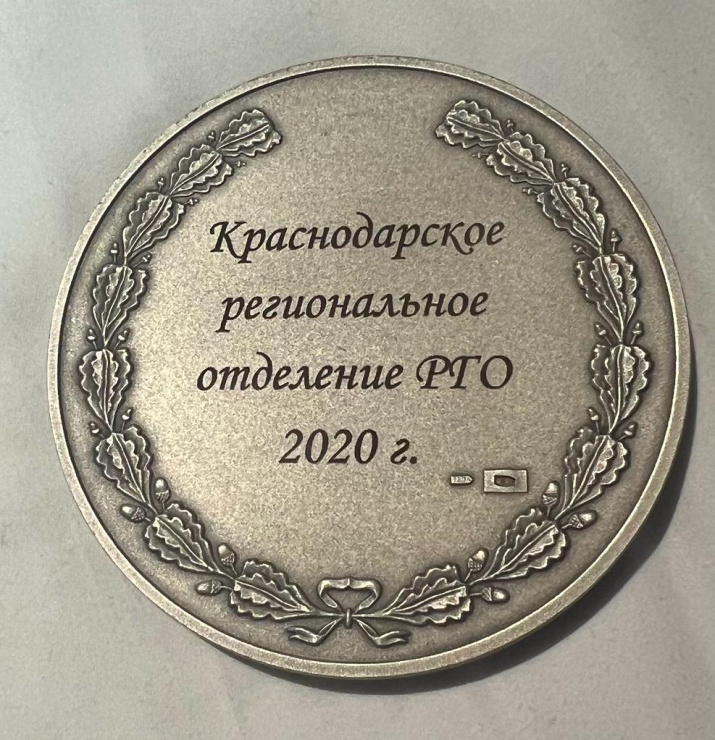 Краснодарское
региональное
отделение РГО
2020 г.